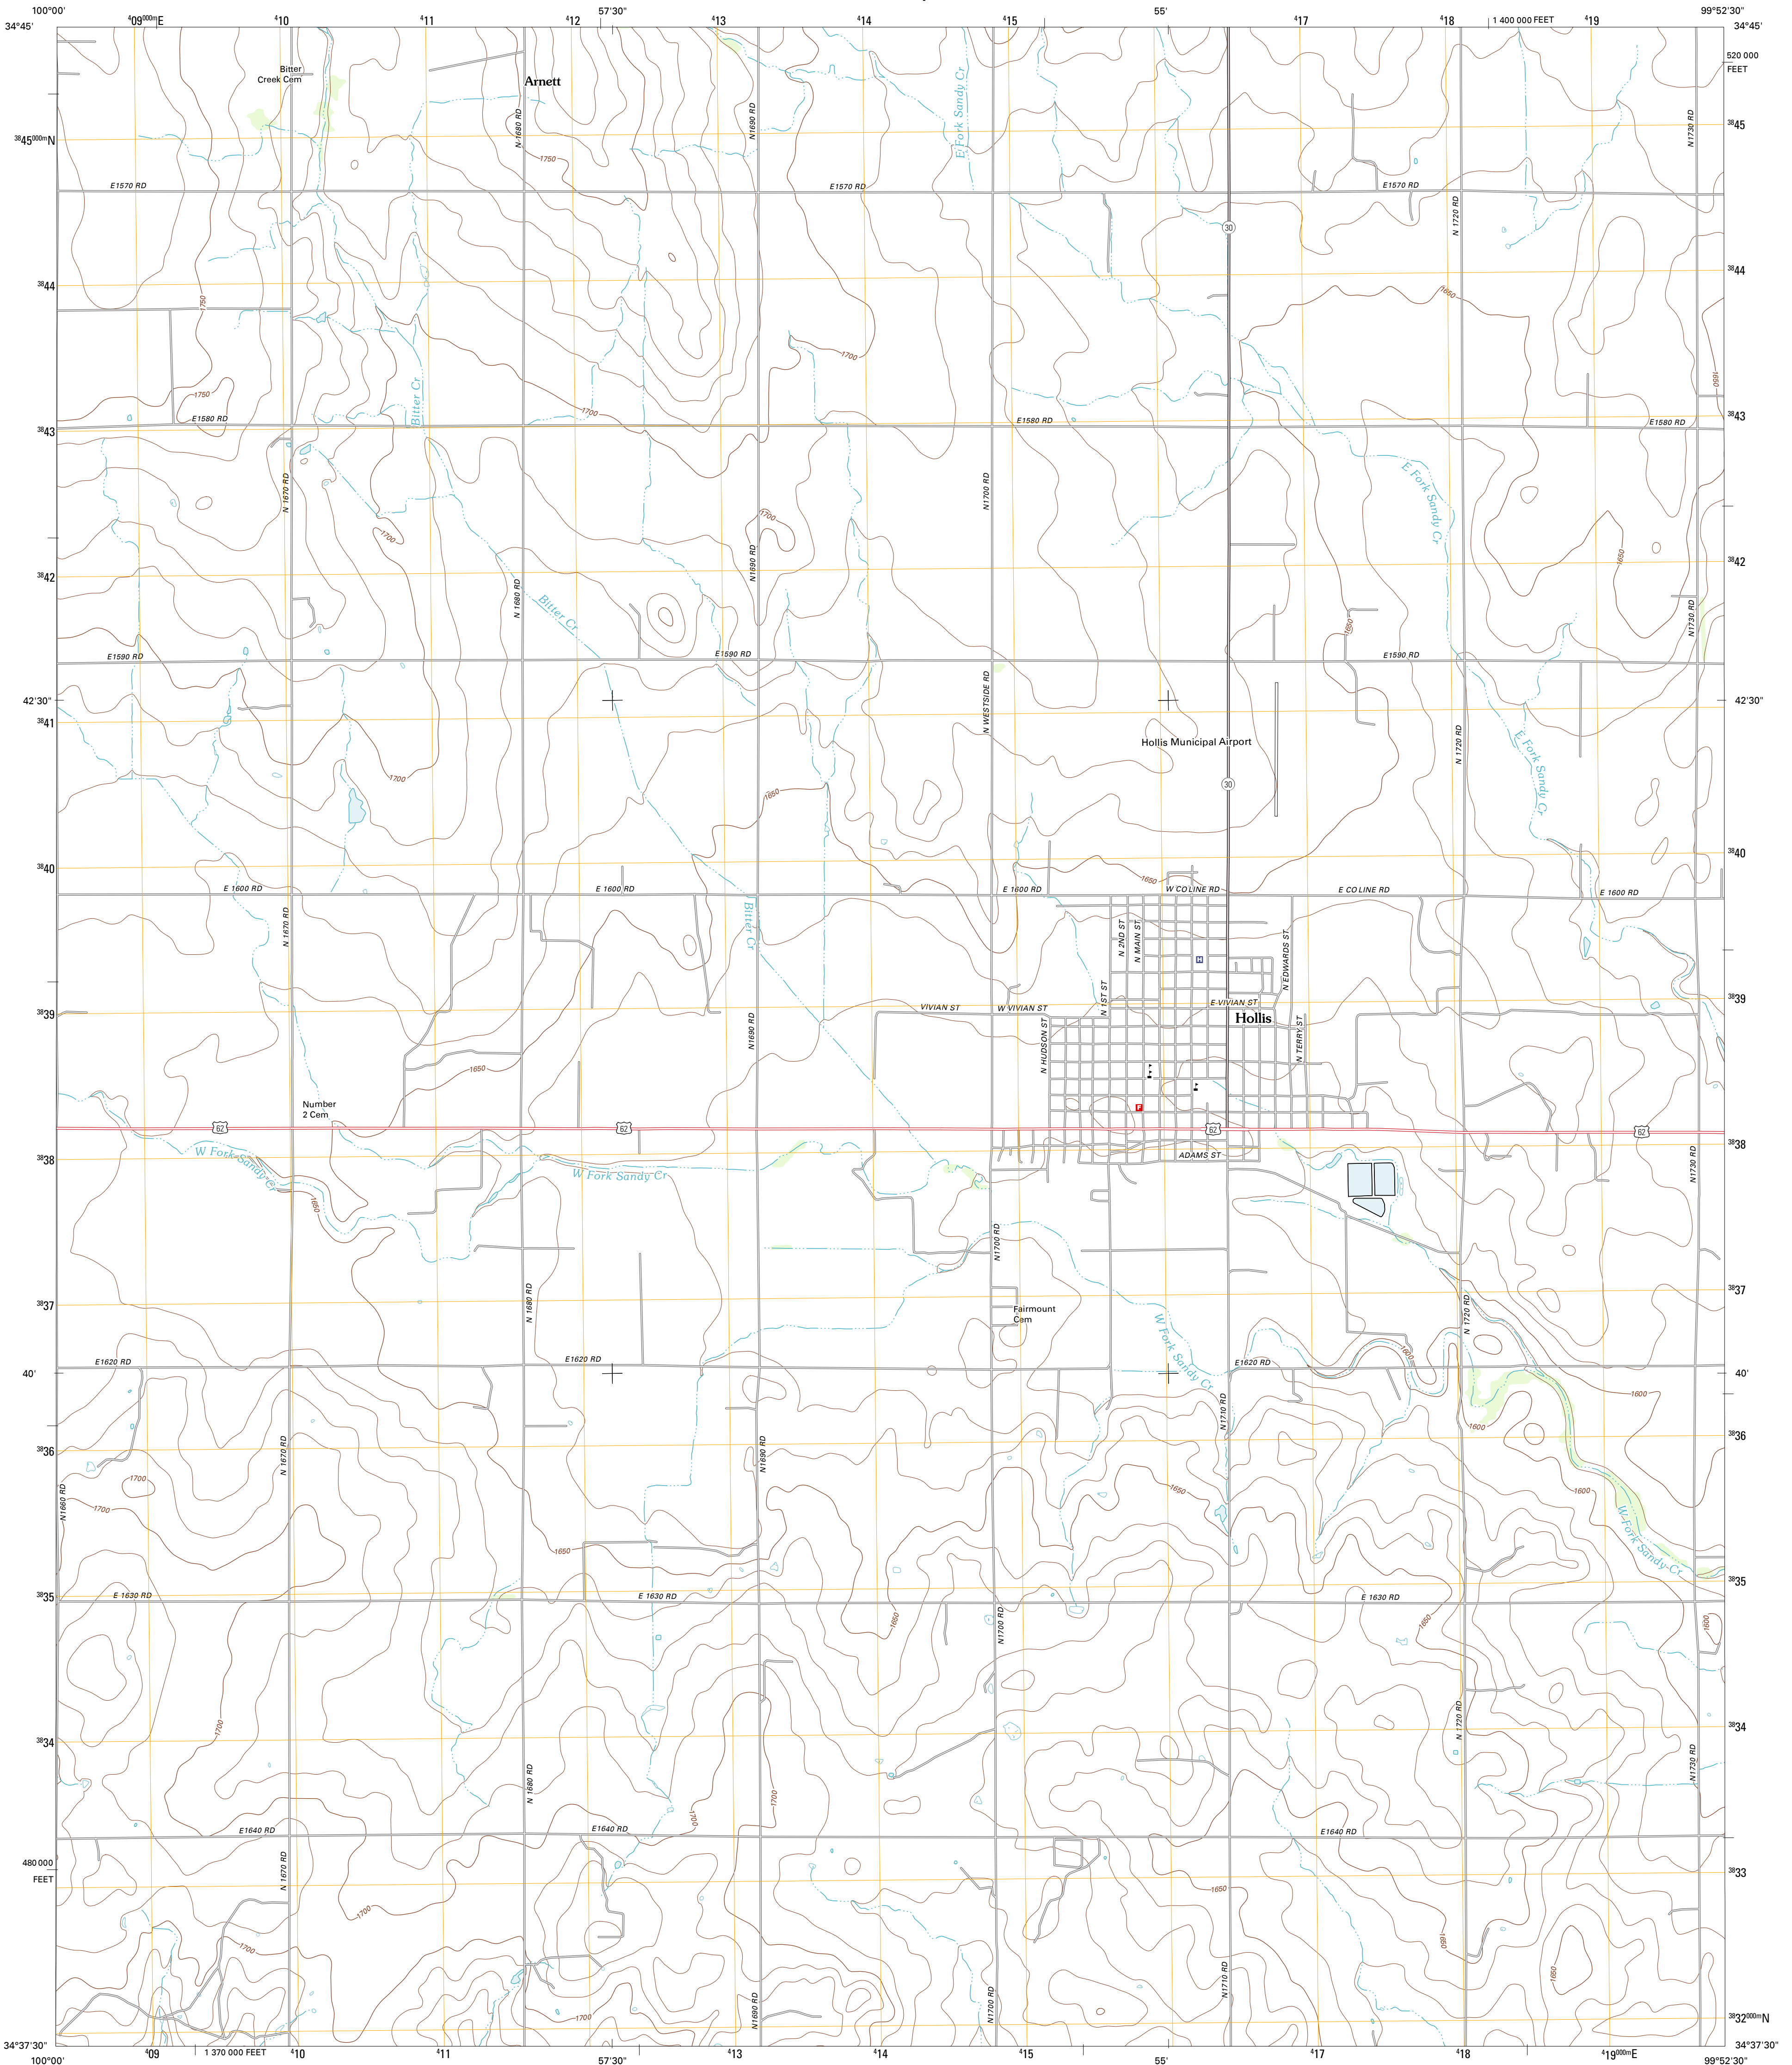 100°00'
⁴09⁰⁰⁰ᵐE
⁴10
⁴11
⁴12
57'30"
⁴13
⁴14
⁴15
55'
⁴17
⁴18
1 400 000 FEET
⁴19
99°52'30"
34°45'
34°45'
520 000
FEET
Bitter
Creek Cem
Arnett
N 1680 RD
N1690 RD
E Fork Sandy Cr
N1730 RD
³⁸45⁰⁰⁰ᵐN
³⁸45
1750
E1570 RD
E1570 RD
E1570 RD
N 1720 RD
30
³⁸44
³⁸44
1750
1650
1700
1650
1750
Bitter Cr
1700
E1580 RD
E1580 RD
E1580 RD
³⁸43
³⁸43
N 1670 RD
N1700 RD
E Fork Sandy Cr
1700
1700
N1690 RD
1650
³⁸42
³⁸42
N 1680 RD
Bitter Cr
1650
N1730 RD
E1590 RD
E1590 RD
E1590 RD
42'30"
42'30"
N WESTSIDE RD
³⁸41
³⁸41
Hollis Municipal Airport
N 1720 RD
E Fork Sandy Cr
1700
30
1650
³⁸40
³⁸40
1650
E 1600 RD
E 1600 RD
E 1600 RD
W CO LINE RD
E CO LINE RD
E 1600 RD
N 1670 RD
Bitter Cr
N 2ND ST
N MAIN ST
H
N EDWARDS ST
N 1ST ST
³⁸39
VIVIAN ST
W VIVIAN ST
E VIVIAN ST
³⁸39
Hollis
N1690 RD
N HUDSON ST
N TERRY ST
1650
Number
2 Cem
F
62
62
62
62
³⁸38
³⁸38
W Fork Sandy Cr
W Fork Sandy Cr
ADAMS ST
N1730 RD
1650
N1700 RD
³⁸37
³⁸37
N 1680 RD
Fairmount
Cem
W Fork Sandy Cr
N 1720 RD
1600
E1620 RD
E1620 RD
E1620 RD
40'
40'
1600
N1710 RD
1600
³⁸36
³⁸36
N 1670 RD
N1690 RD
1700
1700
N1660 RD
1650
1600
W Fork Sandy Cr
1650
³⁸35
³⁸35
E 1630 RD
E 1630 RD
E 1630 RD
1650
N1700 RD
1650
1600
1700
N 1720 RD
³⁸34
³⁸34
N1730 RD
N 1680 RD
1700
1700
E1640 RD
E1640 RD
E1640 RD
480 000
FEET
N 1670 RD
³⁸33
1650
1700
1700
1650
1650
N1710 RD
N1690 RD
N1700 RD
1700
³⁸32⁰⁰⁰ᵐN
34°37'30"
34°37'30"
100°00'
⁴09
1 370 000 FEET
⁴10
⁴11
57'30"
⁴13
⁴14
⁴15
55'
⁴17
⁴18
⁴19⁰⁰⁰ᵐE
99°52'30"